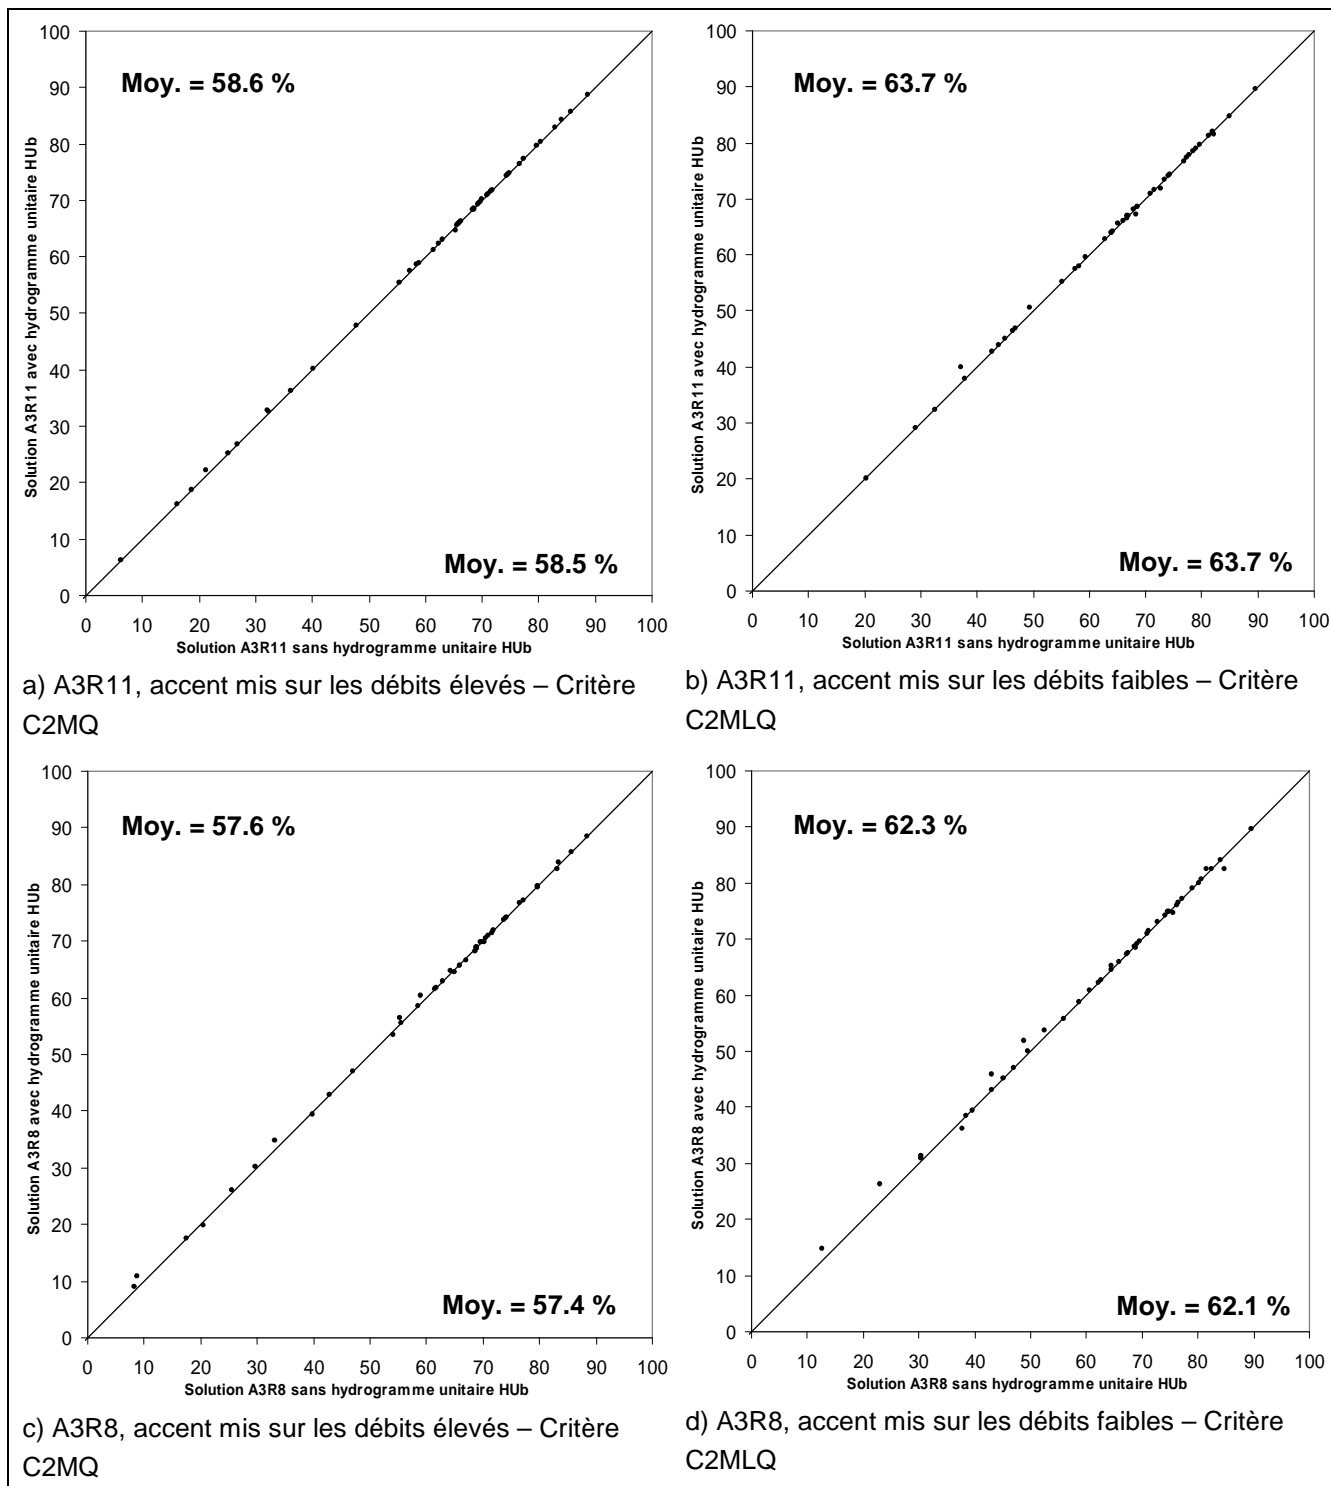 Moy. = 58.6 %
Moy. = 58.5 %
100
90
80
70
60
50
40
30
20
10
0
0 10 20 30 40 50 60 70 80 90 100
Solution A3R11 avec hydrogramme unitaire HUb
Solution A3R11 sans hydrogramme unitaire HUb
a) A3R11, accent mis sur les débits élevés – Critère
C2MQ
Moy. = 63.7 %
Moy. = 63.7 %
100
90
80
70
60
50
40
30
20
10
0
0 10 20 30 40 50 60 70 80 90 100
Solution A3R11 avec hydrogramme unitaire HUb
Solution A3R11 sans hydrogramme unitaire HUb
b) A3R11, accent mis sur les débits faibles – Critère
C2MLQ
Moy. = 57.6 %
Moy. = 57.4 %
100
90
80
70
60
50
40
30
20
10
0
0 10 20 30 40 50 60 70 80 90 100
Solution A3R8 avec hydrogramme unitaire HUb
Solution A3R8 sans hydrogramme unitaire HUb
c) A3R8, accent mis sur les débits élevés – Critère
C2MQ
Moy. = 62.3 %
Moy. = 62.1 %
100
90
80
70
60
50
40
30
20
10
0
0 10 20 30 40 50 60 70 80 90 100
Solution A3R8 avec hydrogramme unitaire HUb
Solution A3R8 sans hydrogramme unitaire HUb
d) A3R8, accent mis sur les débits faibles – Critère
C2MLQ